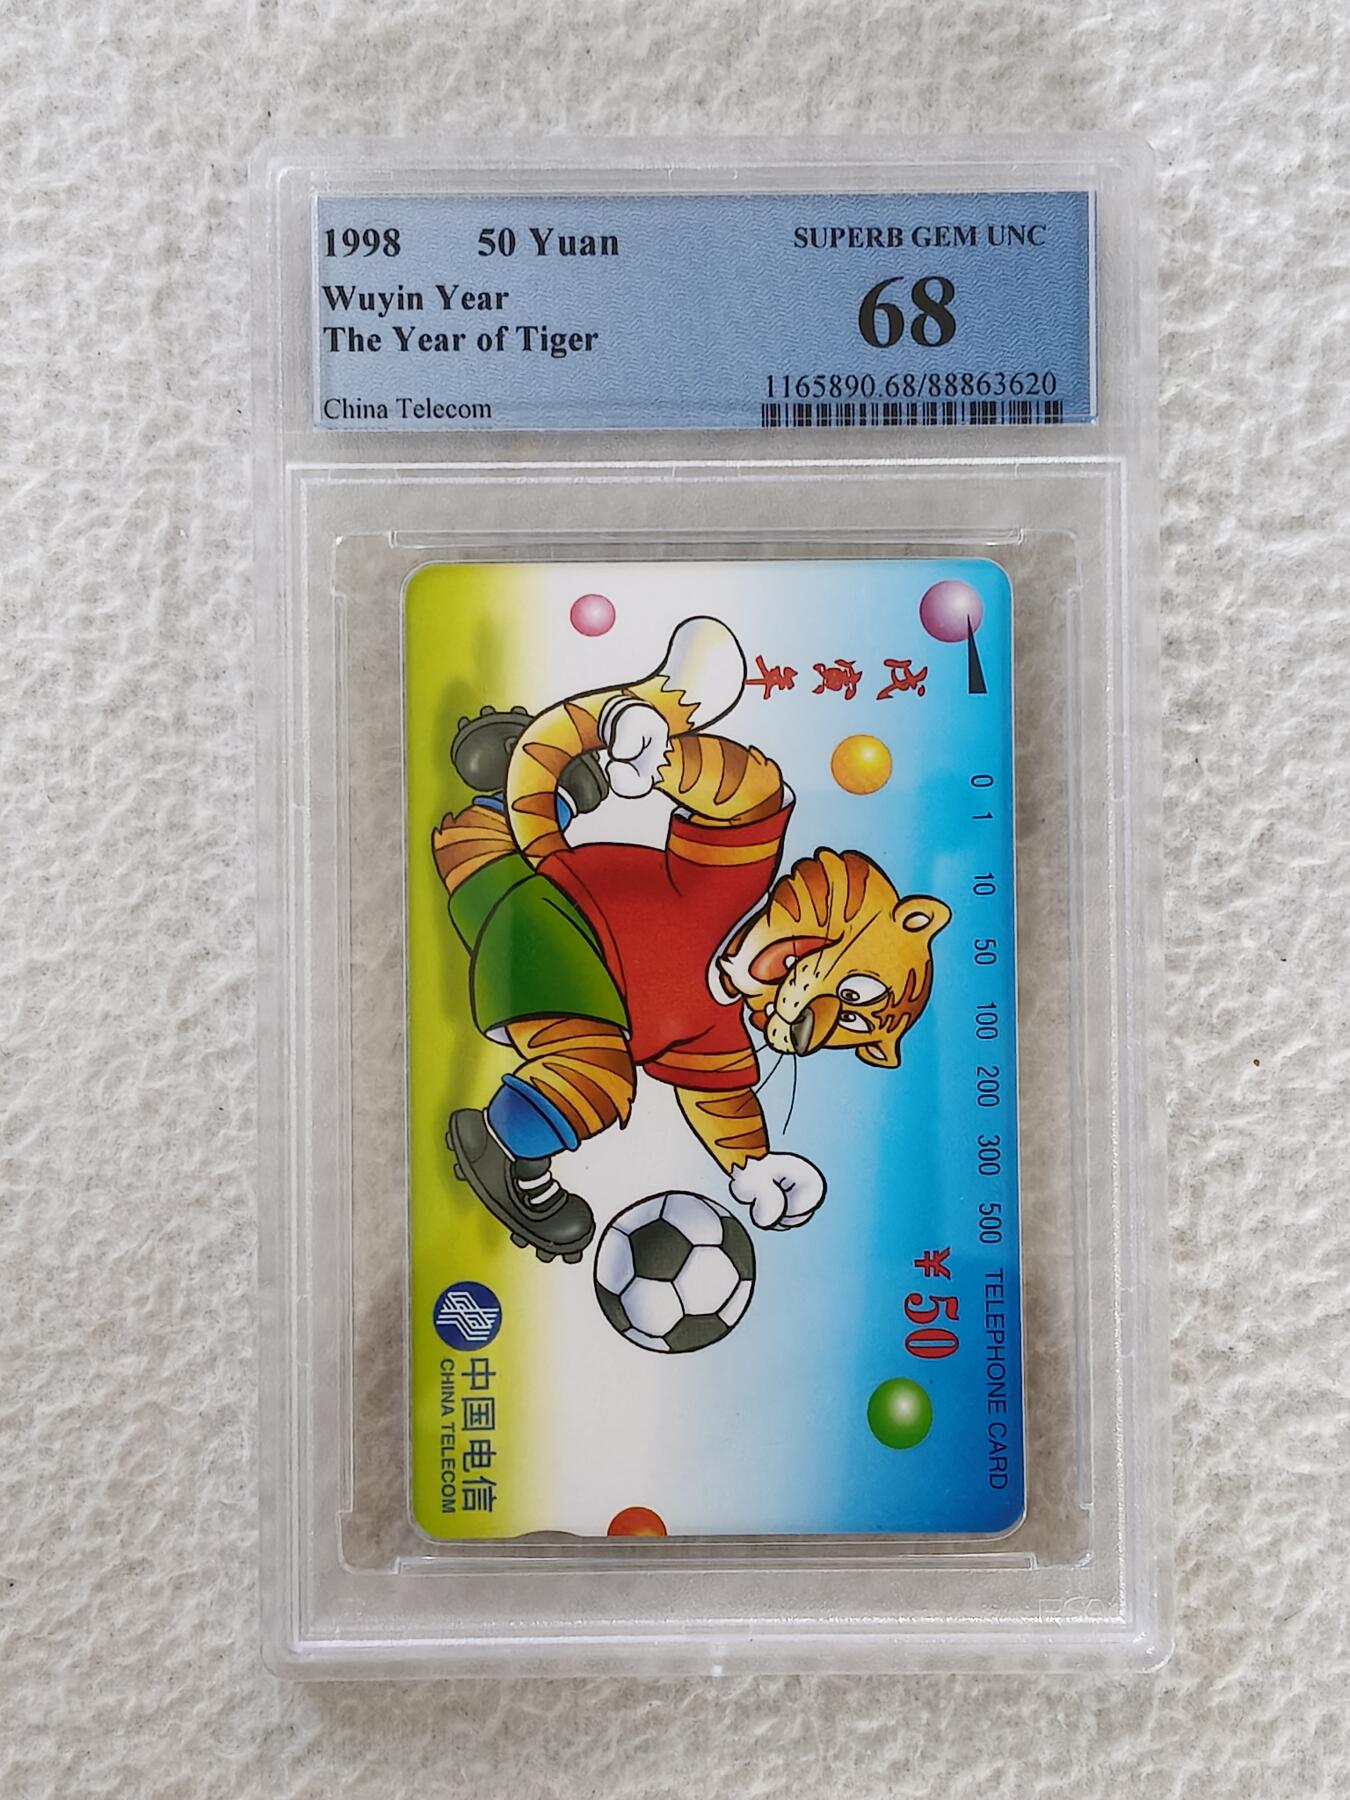 1998 50 Yuan
Wuyin Year
The Year of Tiger
China Telecom
SUPERB GEM UNC
68
1165890.68/88863620
0 1 10 50 100 200 300 500 TELEPHONE CARD
戊寅年
¥50
中国电信
CHINA TELECOM